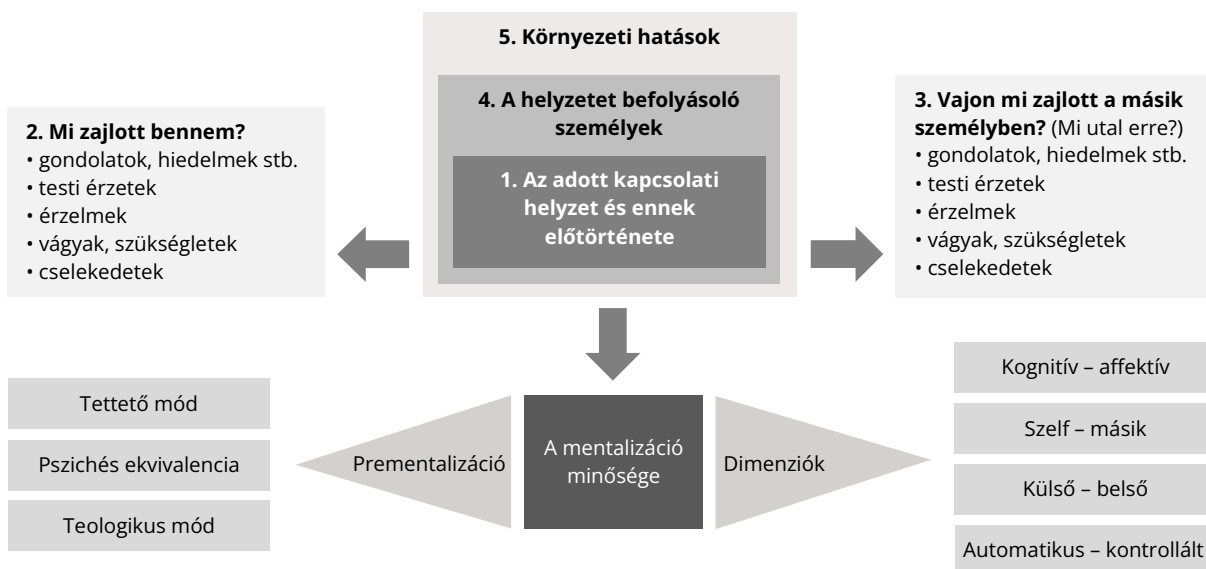 5. Környezeti hatások
4. A helyzetet befolyásoló
személyek
1. Az adott kapcsolati
helyzet és ennek
előtörténete
2. Mi zajlott bennem?
• gondolatok, hiedelmek stb.
• testi érzetek
• érzelmek
• vágyak, szükségletek
• cselekedetek
3. Vajon mi zajlott a másik
személyben? (Mi utal erre?)
• gondolatok, hiedelmek stb.
• testi érzetek
• érzelmek
• vágyak, szükségletek
• cselekedetek
Tettető mód
Pszichés ekvivalencia
Teologikus mód
Prementalizáció
A mentalizáció
minősége
Dimenziók
Kognitív – affektív
Szelf – másik
Külső – belső
Automatikus – kontrollált